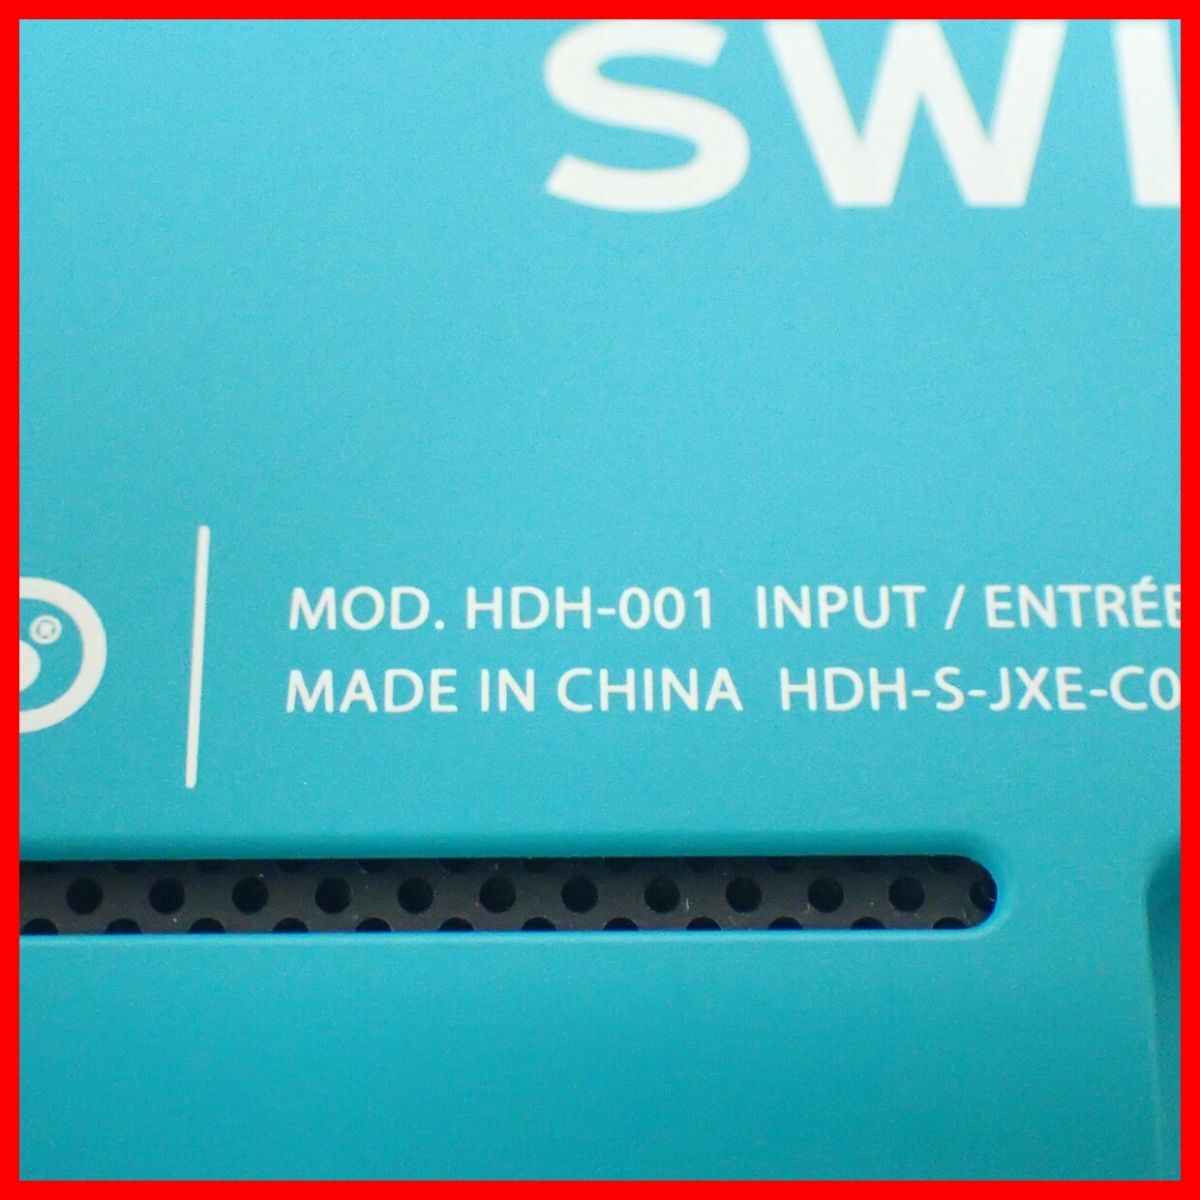 SWI
MOD. HDH-001 INPUT / ENTRÉE
MADE IN CHINA HDH-S-JXE-C0
®